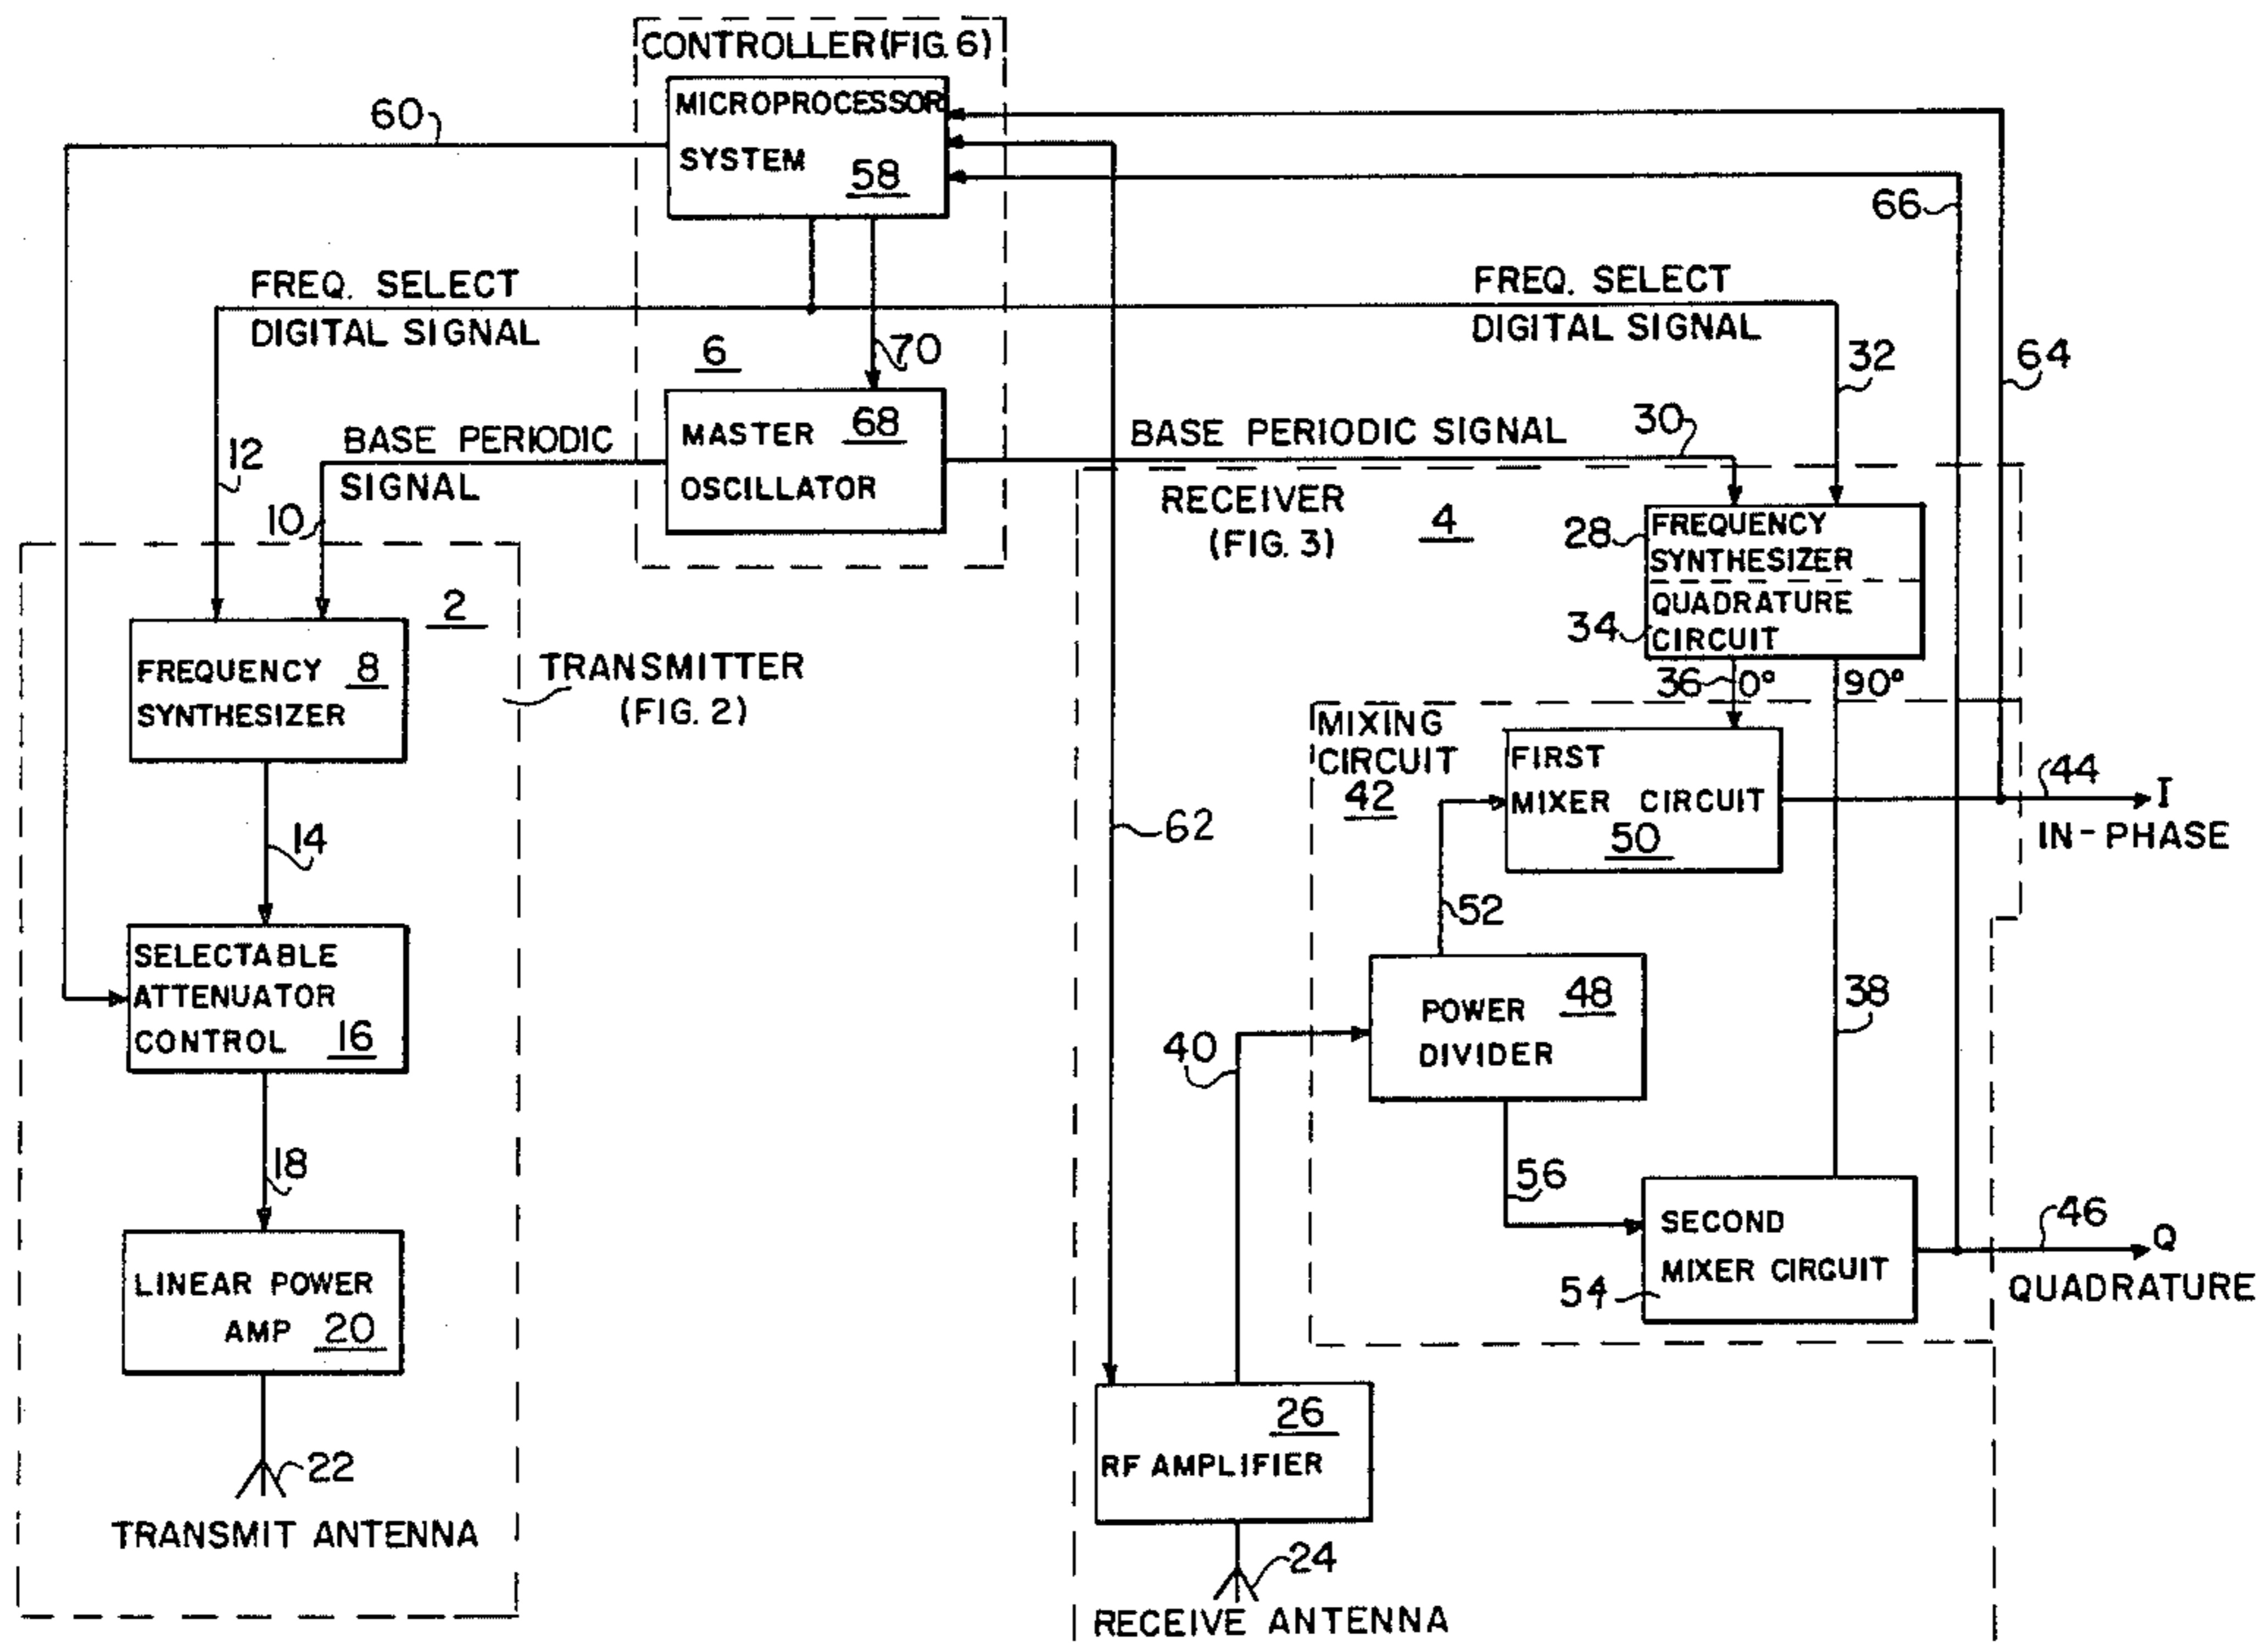 CONTROLLER (FIG. 6)
MICROPROCESSOR
SYSTEM
58
60
66
FREQ. SELECT
DIGITAL SIGNAL
FREQ. SELECT
DIGITAL SIGNAL
6
70
32
64
12
BASE PERIODIC
SIGNAL
10
MASTER
68
OSCILLATOR
BASE PERIODIC SIGNAL
30
RECEIVER
(FIG. 3)
4
28
FREQUENCY
SYNTHESIZER
34
QUADRATURE
CIRCUIT
36
0°
90°
2
TRANSMITTER
(FIG. 2)
FREQUENCY
8
SYNTHESIZER
MIXING
CIRCUIT
42
FIRST
MIXER CIRCUIT
50
44
I
IN-PHASE
14
62
52
SELECTABLE
ATTENUATOR
CONTROL
16
POWER
48
DIVIDER
38
40
18
56
SECOND
MIXER CIRCUIT
54
46
Q
QUADRATURE
LINEAR POWER
AMP
20
26
RF AMPLIFIER
22
TRANSMIT ANTENNA
24
RECEIVE ANTENNA